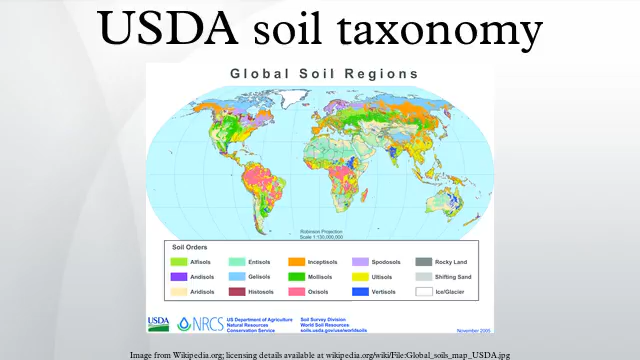 USDA soil taxonomy
Global Soil Regions
Robinson Projection
Scale 1:130,000,000
Soil Orders
Alfisols Entisols Inceptisols Spodosols Rocky Land
Andisols Gelisols Mollisols Ultisols Shifting Sand
Aridisols Histosols Oxisols Vertisols Ice/Glacier
USDA NRCS
US Department of Agriculture
Natural Resources
Conservation Service
Soil Survey Division
World Soil Resources
soils.usda.gov/use/worldsoils
November 2005
Image from Wikipedia.org; licensing details available at wikipedia.org/wiki/File:Global_soils_map_USDA.jpg